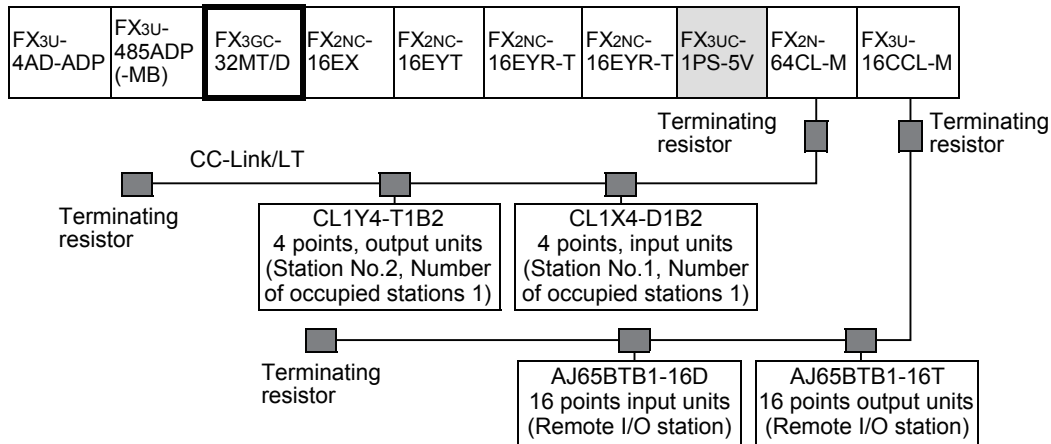 FX3U-
4AD-ADP
FX3U-
485ADP
(-MB)
FX3GC-
32MT/D
FX2NC-
16EX
FX2NC-
16EYT
FX2NC-
16EYR-T
FX2NC-
16EYR-T
FX3UC-
1PS-5V
FX2N-
64CL-M
FX3U-
16CCL-M
Terminating
resistor
Terminating
resistor
CC-Link/LT
Terminating
resistor
CL1Y4-T1B2
4 points, output units
(Station No.2, Number
of occupied stations 1)
CL1X4-D1B2
4 points, input units
(Station No.1, Number
of occupied stations 1)
Terminating
resistor
AJ65BTB1-16D
16 points input units
(Remote I/O station)
AJ65BTB1-16T
16 points output units
(Remote I/O station)